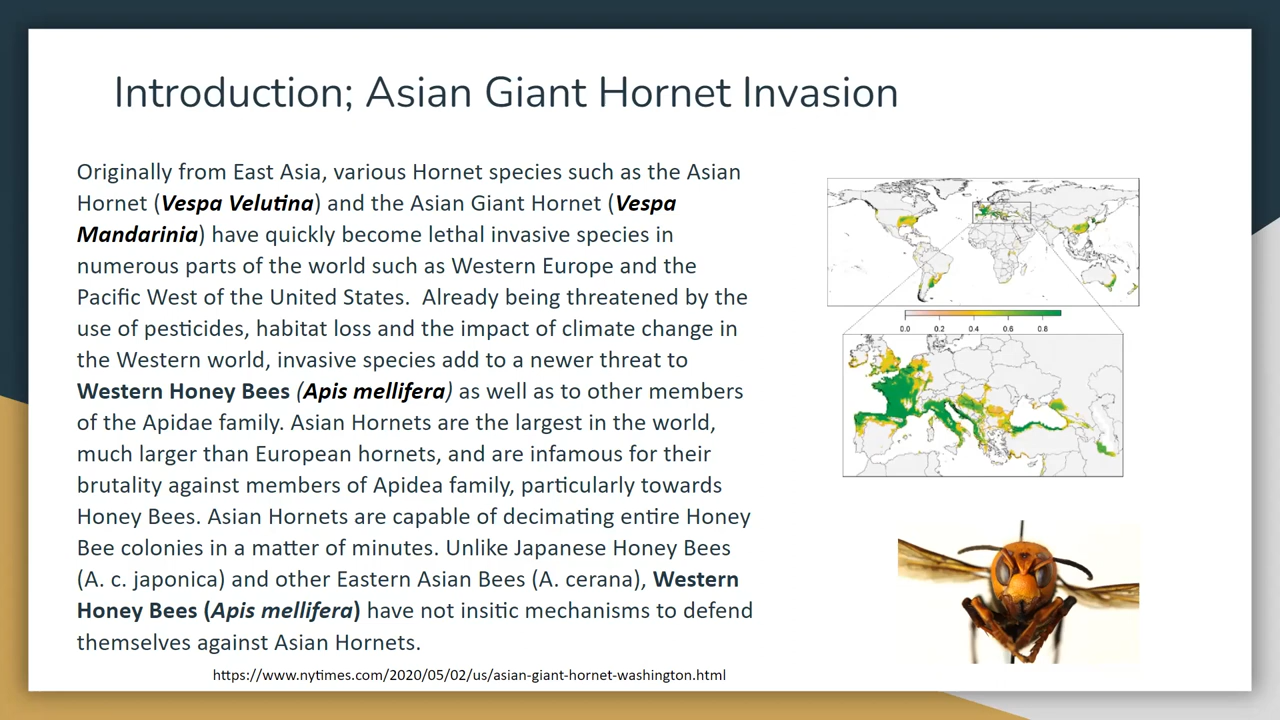 Introduction; Asian Giant Hornet Invasion
Originally from East Asia, various Hornet species such as the Asian
Hornet (Vespa Velutina) and the Asian Giant Hornet (Vespa
Mandarinia) have quickly become lethal invasive species in
numerous parts of the world such as Western Europe and the
Pacific West of the United States.  Already being threatened by the
use of pesticides, habitat loss and the impact of climate change in
the Western world, invasive species add to a newer threat to
Western Honey Bees (Apis mellifera) as well as to other members
of the Apidae family. Asian Hornets are the largest in the world,
much larger than European hornets, and are infamous for their
brutality against members of Apidea family, particularly towards
Honey Bees. Asian Hornets are capable of decimating entire Honey
Bee colonies in a matter of minutes. Unlike Japanese Honey Bees
(A. c. japonica) and other Eastern Asian Bees (A. cerana), Western
Honey Bees (Apis mellifera) have not insitic mechanisms to defend
themselves against Asian Hornets.
https://www.nytimes.com/2020/05/02/us/asian-giant-hornet-washington.html
0.0 0.2 0.4 0.6 0.8